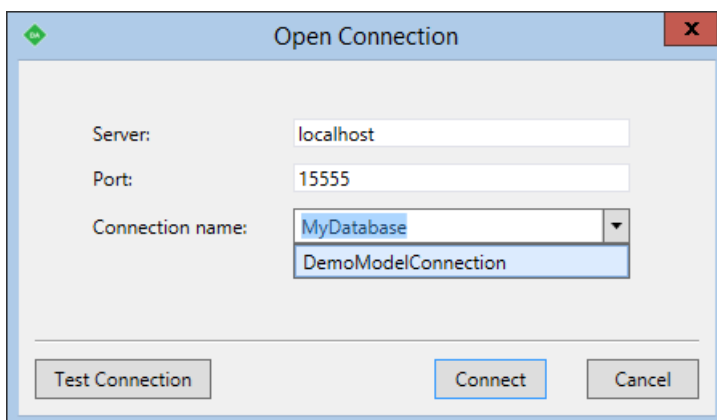 Open Connection
x
Server: localhost
Port: 15555
Connection name: MyDatabase
DemoModelConnection
Test Connection Connect Cancel